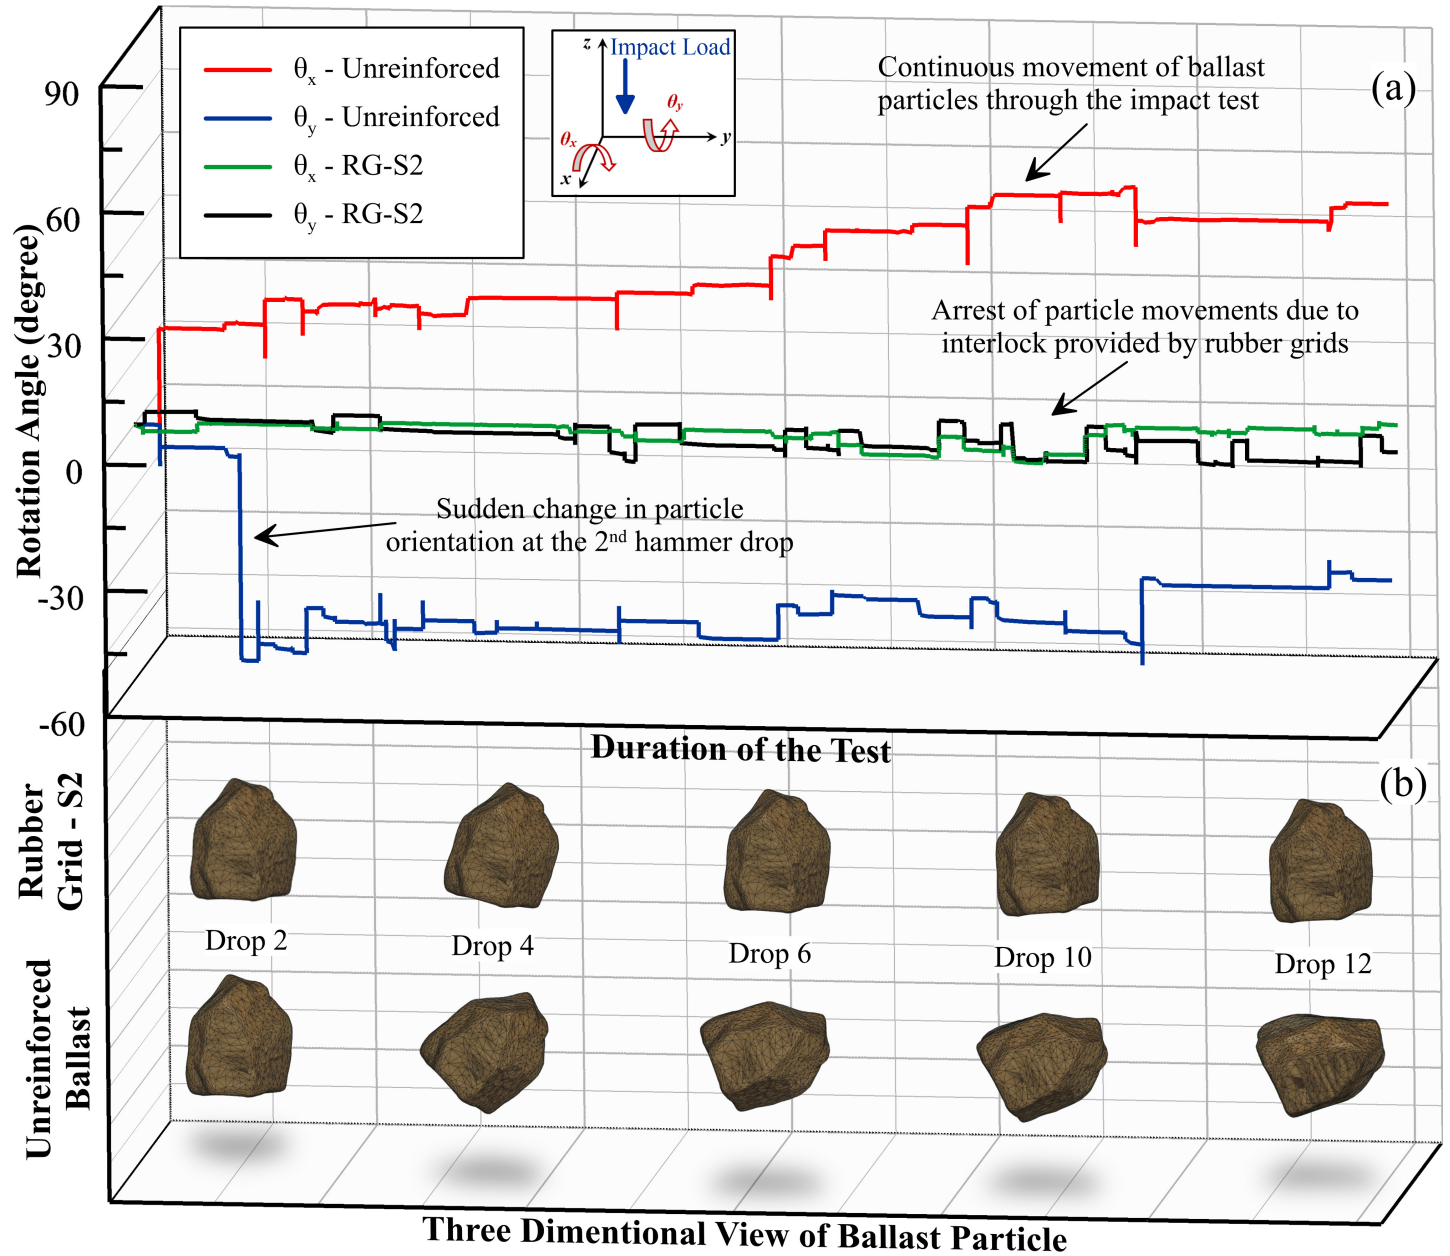 (a)
θx - Unreinforced
θy - Unreinforced
θx - RG-S2
θy - RG-S2
z
Impact Load
θy
θx
y
x
Continuous movement of ballast
particles through the impact test
Arrest of particle movements due to
interlock provided by rubber grids
Sudden change in particle
orientation at the 2nd hammer drop
90
60
30
0
-30
-60
Rotation Angle (degree)
Duration of the Test
(b)
Rubber
Grid - S2
Drop 2
Drop 4
Drop 6
Drop 10
Drop 12
Unreinforced
Ballast
Three Dimentional View of Ballast Particle